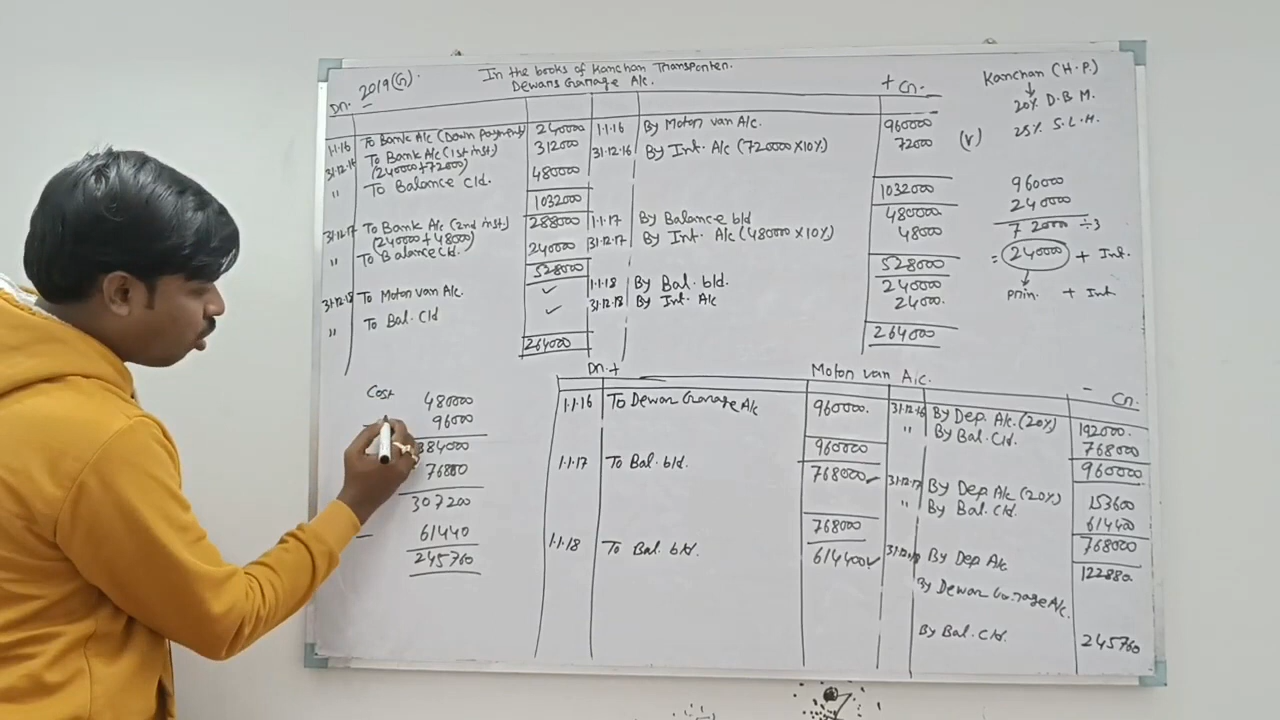 2019(G).
In the books of Kanchan Transporter.
Dewans Garage A/c.
Dr. + Cr.
1.1.16 To Bank A/c (Down payment) 240000 1.1.16 By Motor van A/c. 960000
31.12.16 To Bank A/c (1st inst) 312000 31.12.16 By Int. A/c (720000×10%) 72000
(240000+72000)
" To Balance c/d. 480000
1032000 1032000
31.12.17 To Bank A/c (2nd inst) 288000 1.1.17 By Balance b/d 480000
(240000+48000) 31.12.17 By Int. A/c (480000×10%) 48000
" To Balance c/d. 240000
528000 528000
31.12.18 To Motor van A/c. ✓ 1.1.18 By Bal. b/d. 240000
" To Bal. c/d ✓ 31.12.18 By Int. A/c 24000.
264000 264000
Kanchan (H.P.)
↓
20% D.B.M.
25% S.L.M.
(r)
960000
240000
72000 ÷3
= 240000 + Int.
↓
Prin. + Int
Cost 480000
96000
384000
76800
307200
- 61440
245760
Dr. + Motor van A/c. - Cr.
1.1.16 To Dewan Garage A/c 960000. 31.12.16 By Dep. A/c (20%) 192000.
" By Bal. c/d. 768000
960000 960000
1.1.17 To Bal. b/d. 768000✓ 31.12.17 By Dep. A/c (20%) 153600
" By Bal. c/d. 614400
768000 768000
1.1.18 To Bal. b/d. 614400✓ By Dep A/c 122880
By Dewan Garage A/c.
By Bal. c/d. 245760